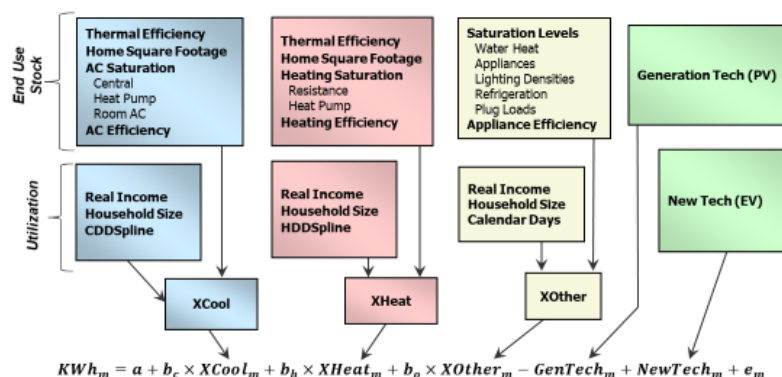 End Use Stock
Thermal Efficiency
Home Square Footage
AC Saturation
Central
Heat Pump
Room AC
AC Efficiency
Thermal Efficiency
Home Square Footage
Heating Saturation
Resistance
Heat Pump
Heating Efficiency
Saturation Levels
Water Heat
Appliances
Lighting Densities
Refrigeration
Plug Loads
Appliance Efficiency
Generation Tech (PV)
Utilization
Real Income
Household Size
CDDSpline
Real Income
Household Size
HDDSpline
Real Income
Household Size
Calendar Days
New Tech (EV)
XCool
XHeat
XOther
KWh_m = a + b_c × XCool_m + b_h × XHeat_m + b_o × XOther_m − GenTech_m + NewTech_m + e_m